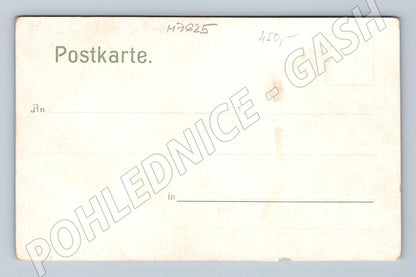 M7825 450,-
Postkarte.
An
in
POHLEDNICE - GASH